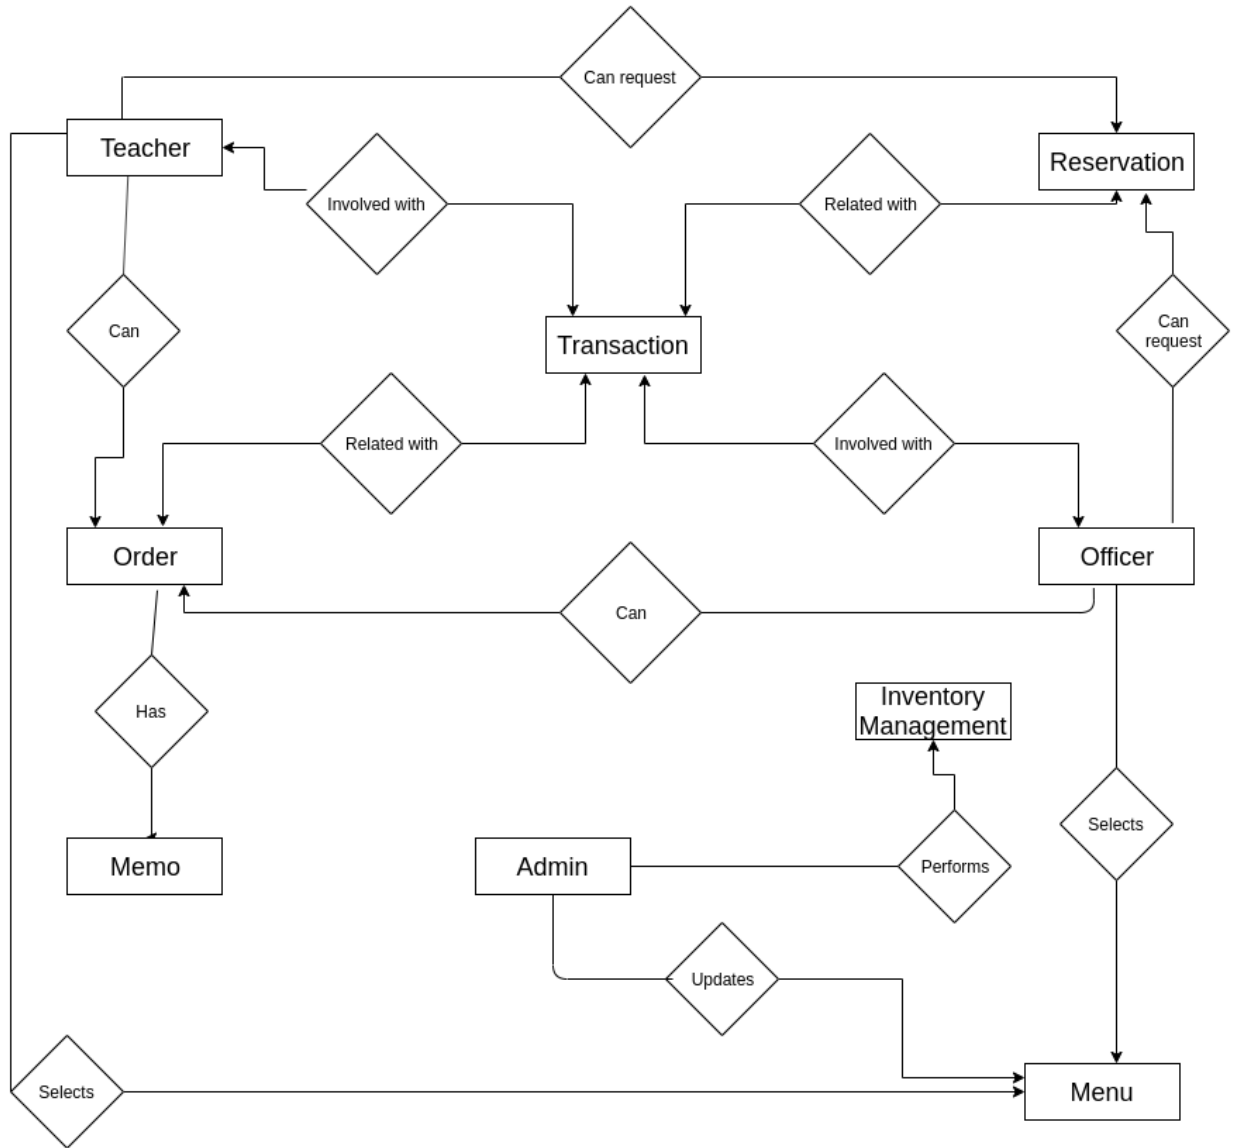 Can request
Teacher
Reservation
Involved with
Related with
Can
Can
request
Transaction
Related with
Involved with
Order
Officer
Can
Has
Inventory
Management
Selects
Memo
Admin
Performs
Updates
Selects
Menu